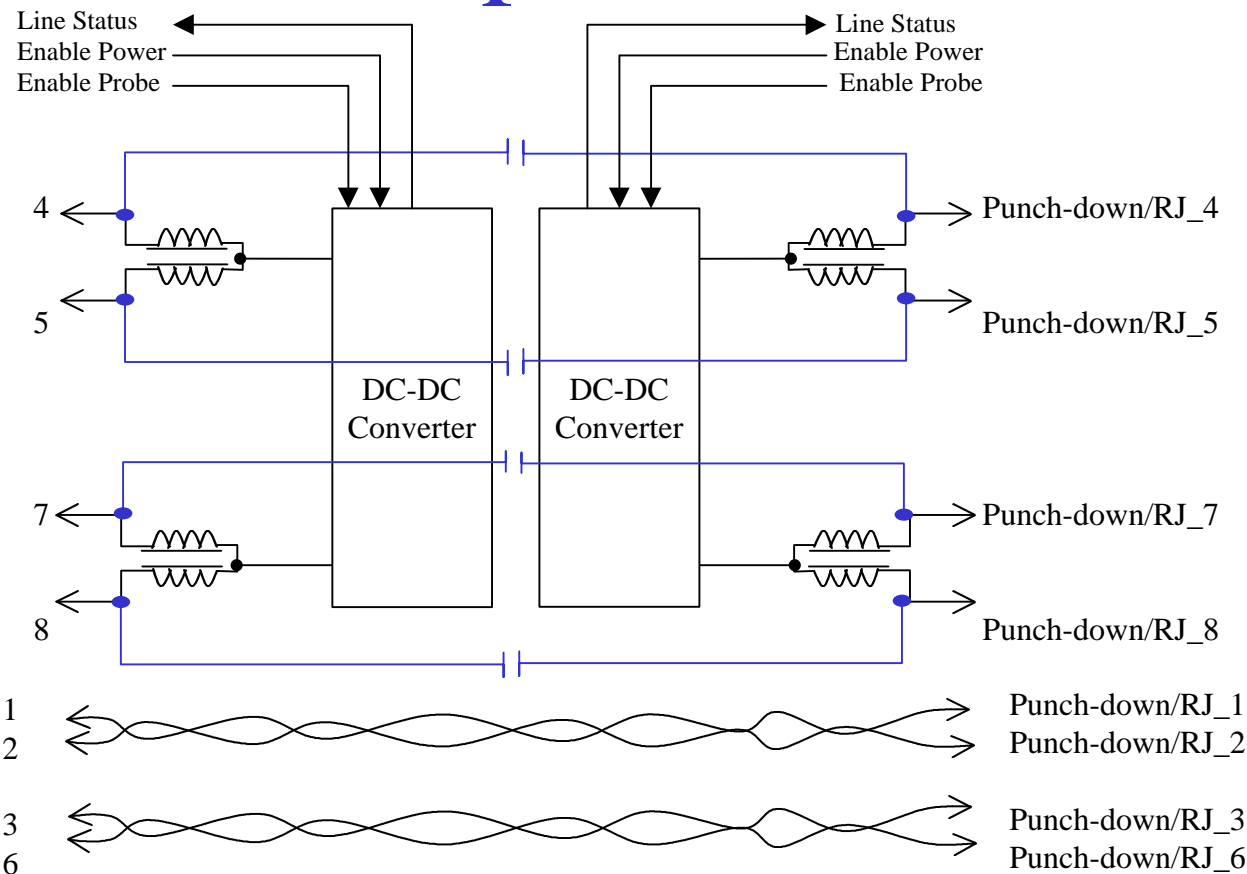 Line Status
Enable Power
Enable Probe
Line Status
Enable Power
Enable Probe
4
5
7
8
1
2
3
6
DC-DC
Converter
DC-DC
Converter
Punch-down/RJ_4
Punch-down/RJ_5
Punch-down/RJ_7
Punch-down/RJ_8
Punch-down/RJ_1
Punch-down/RJ_2
Punch-down/RJ_3
Punch-down/RJ_6